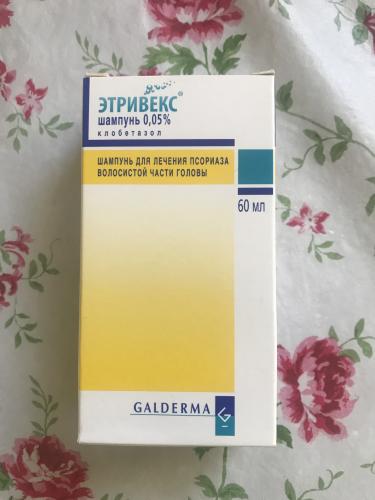 ЭТРИВЕКС®
шампунь 0,05%
клобетазол
ШАМПУНЬ ДЛЯ ЛЕЧЕНИЯ ПСОРИАЗА
ВОЛОСИСТОЙ ЧАСТИ ГОЛОВЫ
60 мл
GALDERMA